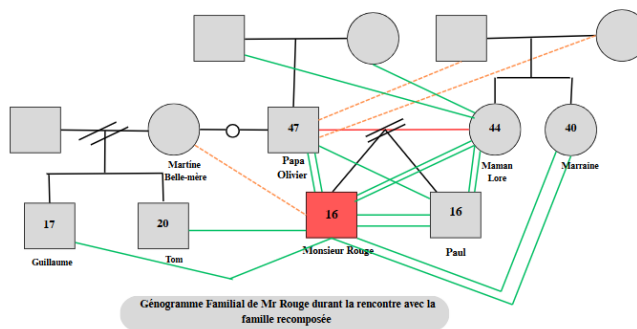 47
44
40
Martine
Belle-mère
Papa
Olivier
Maman
Lore
Marraine
17
20
16
16
Guillaume
Tom
Monsieur Rouge
Paul
Génogramme Familial de Mr Rouge durant la rencontre avec la
famille recomposée